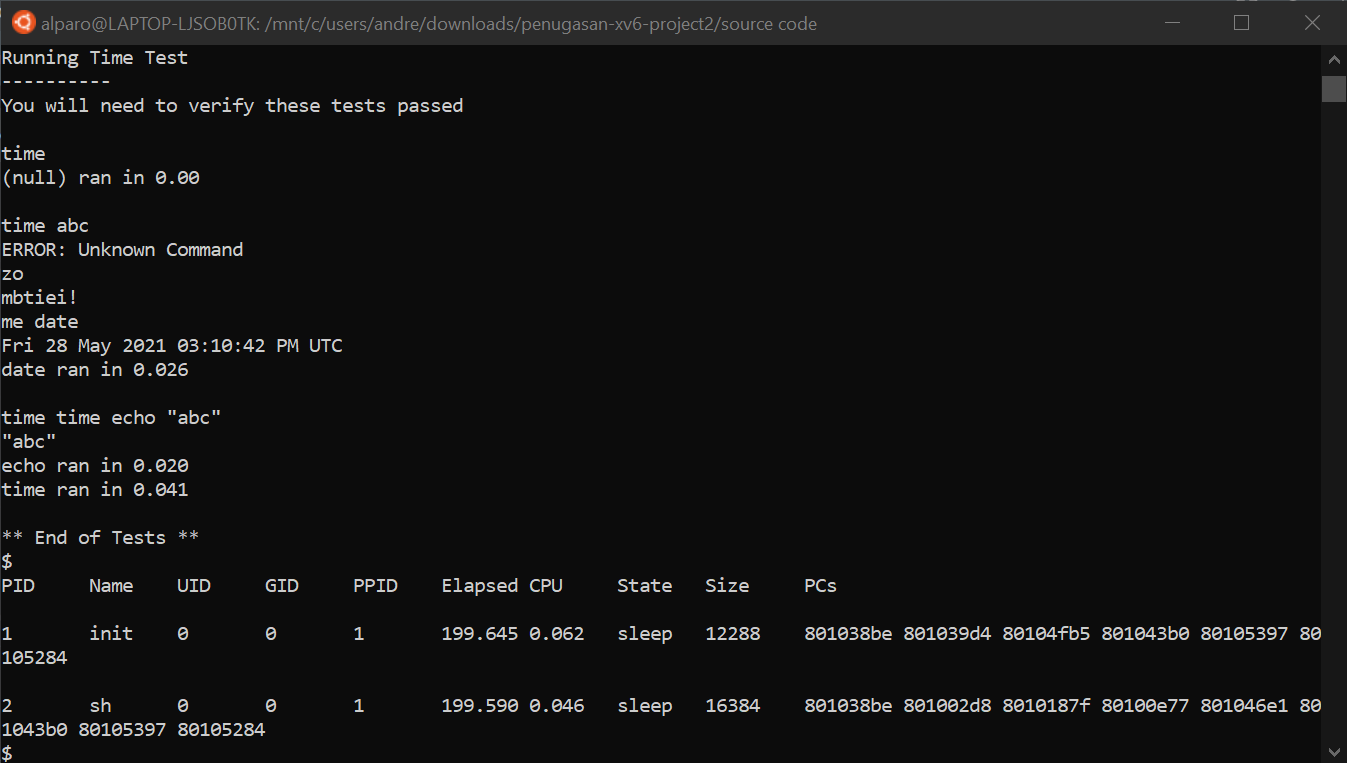 alparo@LAPTOP-LJSOB0TK: /mnt/c/users/andre/downloads/penugasan-xv6-project2/source code
Running Time Test
----------
You will need to verify these tests passed
time
(null) ran in 0.00
time abc
ERROR: Unknown Command
zo
mbtiei!
me date
Fri 28 May 2021 03:10:42 PM UTC
date ran in 0.026
time time echo "abc"
"abc"
echo ran in 0.020
time ran in 0.041
** End of Tests **
$
PID Name UID GID PPID Elapsed CPU State Size PCs
1 init 0 0 1 199.645 0.062 sleep 12288 801038be 801039d4 80104fb5 801043b0 80105397 80
105284
2 sh 0 0 1 199.590 0.046 sleep 16384 801038be 801002d8 8010187f 80100e77 801046e1 80
1043b0 80105397 80105284
$